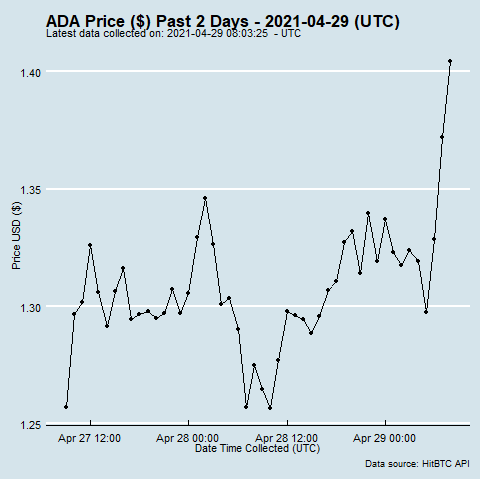 ADA Price ($) Past 2 Days - 2021-04-29 (UTC)
Latest data collected on: 2021-04-29 08:03:25 - UTC
1.40
1.35
Price USD ($)
1.30
1.25
Apr 27 12:00 Apr 28 00:00 Apr 28 12:00 Apr 29 00:00
Date Time Collected (UTC)
Data source: HitBTC API